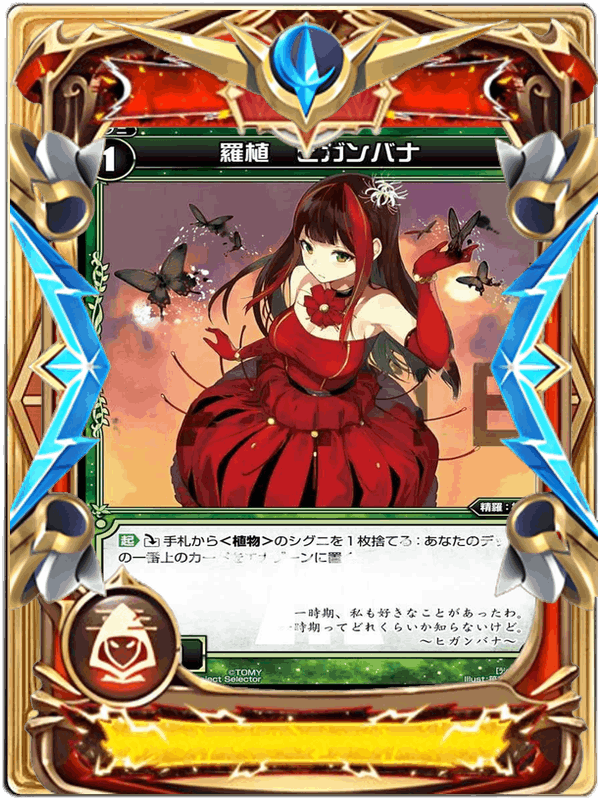 1
羅植 ヒガンバナ
精羅:
起 手札から<植物>のシグニを1枚捨てる:あなたのデッ
の一番上のカー
ーンに置
一時期、私も好きなことがあったわ。
一時期ってどれくらいか知らないけど。
～ヒガンバナ～
©TOMY
ject Selector
Illust: